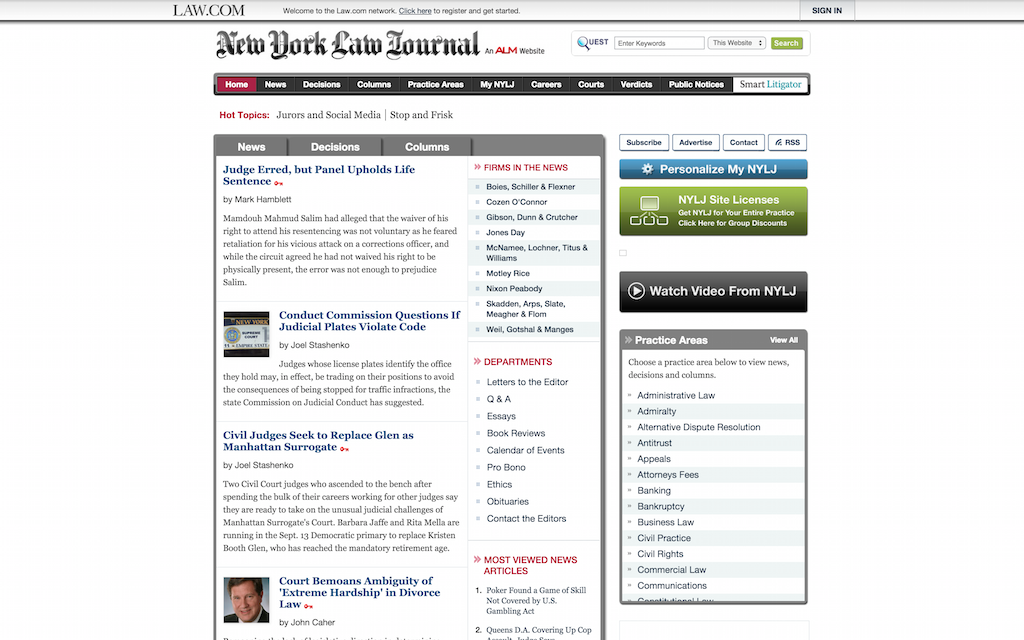 LAW.COM
Welcome to the Law.com network. Click here to register and get started.
SIGN IN
New York Law Journal
An ALM Website
QUEST
Enter Keywords
This Website
Search
Home News Decisions Columns Practice Areas My NYLJ Careers Courts Verdicts Public Notices Smart Litigator
Hot Topics: Jurors and Social Media | Stop and Frisk
News Decisions Columns
Judge Erred, but Panel Upholds Life
Sentence
by Mark Hamblett
Mamdouh Mahmud Salim had alleged that the waiver of his
right to attend his resentencing was not voluntary as he feared
retaliation for his vicious attack on a corrections officer, and
while the circuit agreed he had not waived his right to be
physically present, the error was not enough to prejudice
Salim.
NEW YORK
SUPREME
COURT
EMPIRE STATE
Conduct Commission Questions If
Judicial Plates Violate Code
by Joel Stashenko
Judges whose license plates identify the office
they hold may, in effect, be trading on their positions to avoid
the consequences of being stopped for traffic infractions, the
state Commission on Judicial Conduct has suggested.
Civil Judges Seek to Replace Glen as
Manhattan Surrogate
by Joel Stashenko
Two Civil Court judges who ascended to the bench after
spending the bulk of their careers working for other judges say
they are ready to take on the unusual judicial challenges of
Manhattan Surrogate's Court. Barbara Jaffe and Rita Mella are
running in the Sept. 13 Democratic primary to replace Kristen
Booth Glen, who has reached the mandatory retirement age.
Court Bemoans Ambiguity of
'Extreme Hardship' in Divorce
Law
by John Caher
FIRMS IN THE NEWS
Boies, Schiller & Flexner
Cozen O'Connor
Gibson, Dunn & Crutcher
Jones Day
McNamee, Lochner, Titus &
Williams
Motley Rice
Nixon Peabody
Skadden, Arps, Slate,
Meagher & Flom
Weil, Gotshal & Manges
DEPARTMENTS
Letters to the Editor
Q & A
Essays
Book Reviews
Calendar of Events
Pro Bono
Ethics
Obituaries
Contact the Editors
MOST VIEWED NEWS
ARTICLES
1. Poker Found a Game of Skill
Not Covered by U.S.
Gambling Act
2. Queens D.A. Covering Up Cop
Subscribe Advertise Contact RSS
Personalize My NYLJ
NYLJ Site Licenses
Get NYLJ for Your Entire Practice
Click Here for Group Discounts
Watch Video From NYLJ
Practice Areas View All
Choose a practice area below to view news,
decisions and columns.
Administrative Law
Admiralty
Alternative Dispute Resolution
Antitrust
Appeals
Attorneys Fees
Banking
Bankruptcy
Business Law
Civil Practice
Civil Rights
Commercial Law
Communications
Constitutional Law